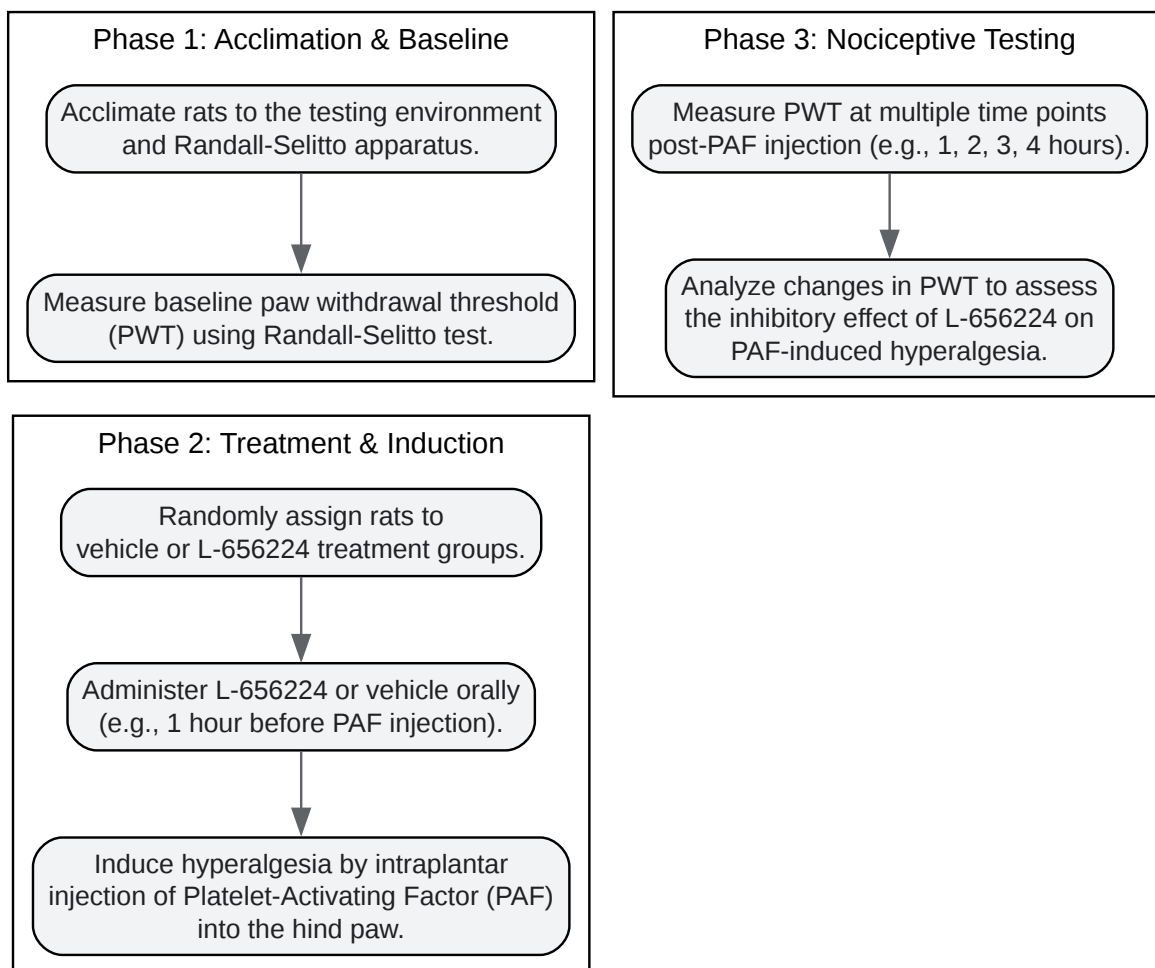 Phase 1: Acclimation & Baseline
Acclimate rats to the testing environment
and Randall-Selitto apparatus.
Measure baseline paw withdrawal threshold
(PWT) using Randall-Selitto test.
Phase 2: Treatment & Induction
Randomly assign rats to
vehicle or L-656224 treatment groups.
Administer L-656224 or vehicle orally
(e.g., 1 hour before PAF injection).
Induce hyperalgesia by intraplantar
injection of Platelet-Activating Factor (PAF)
into the hind paw.
Phase 3: Nociceptive Testing
Measure PWT at multiple time points
post-PAF injection (e.g., 1, 2, 3, 4 hours).
Analyze changes in PWT to assess
the inhibitory effect of L-656224 on
PAF-induced hyperalgesia.